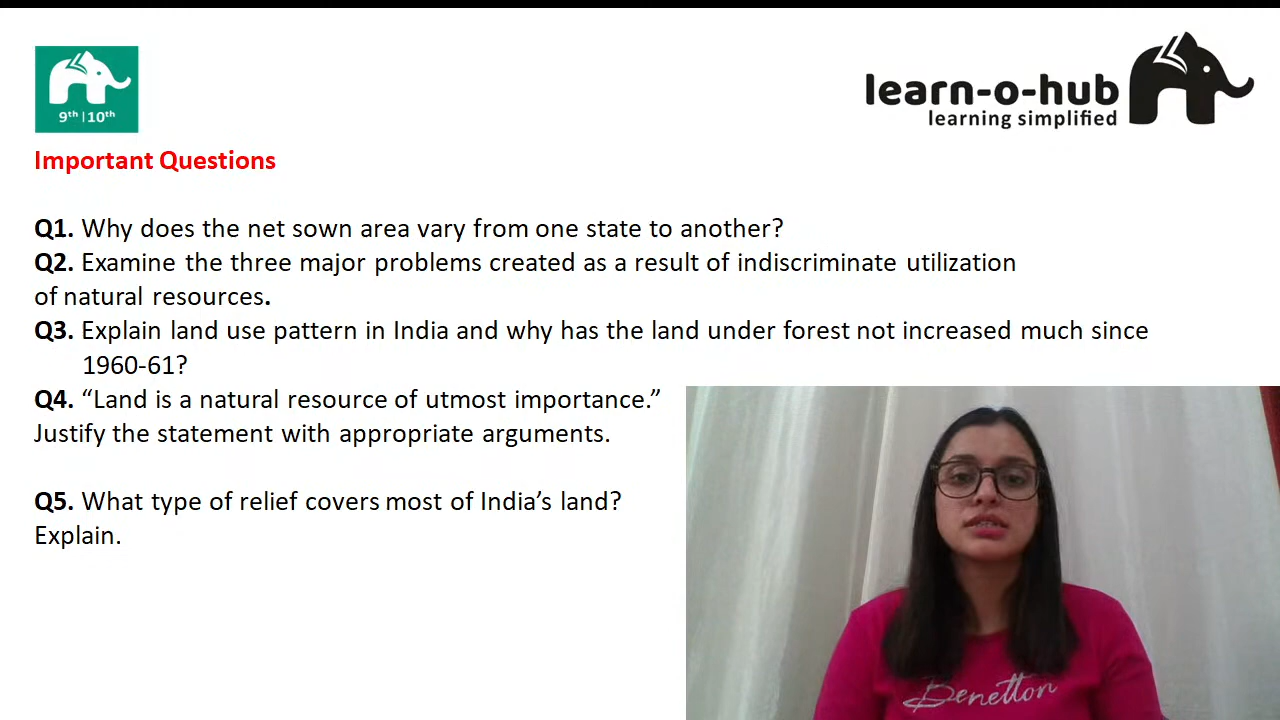 9th | 10th
learn-o-hub
learning simplified
Important Questions
Q1. Why does the net sown area vary from one state to another?
Q2. Examine the three major problems created as a result of indiscriminate utilization
of natural resources.
Q3. Explain land use pattern in India and why has the land under forest not increased much since
1960-61?
Q4. “Land is a natural resource of utmost importance.”
Justify the statement with appropriate arguments.
Q5. What type of relief covers most of India’s land?
Explain.
Benetton